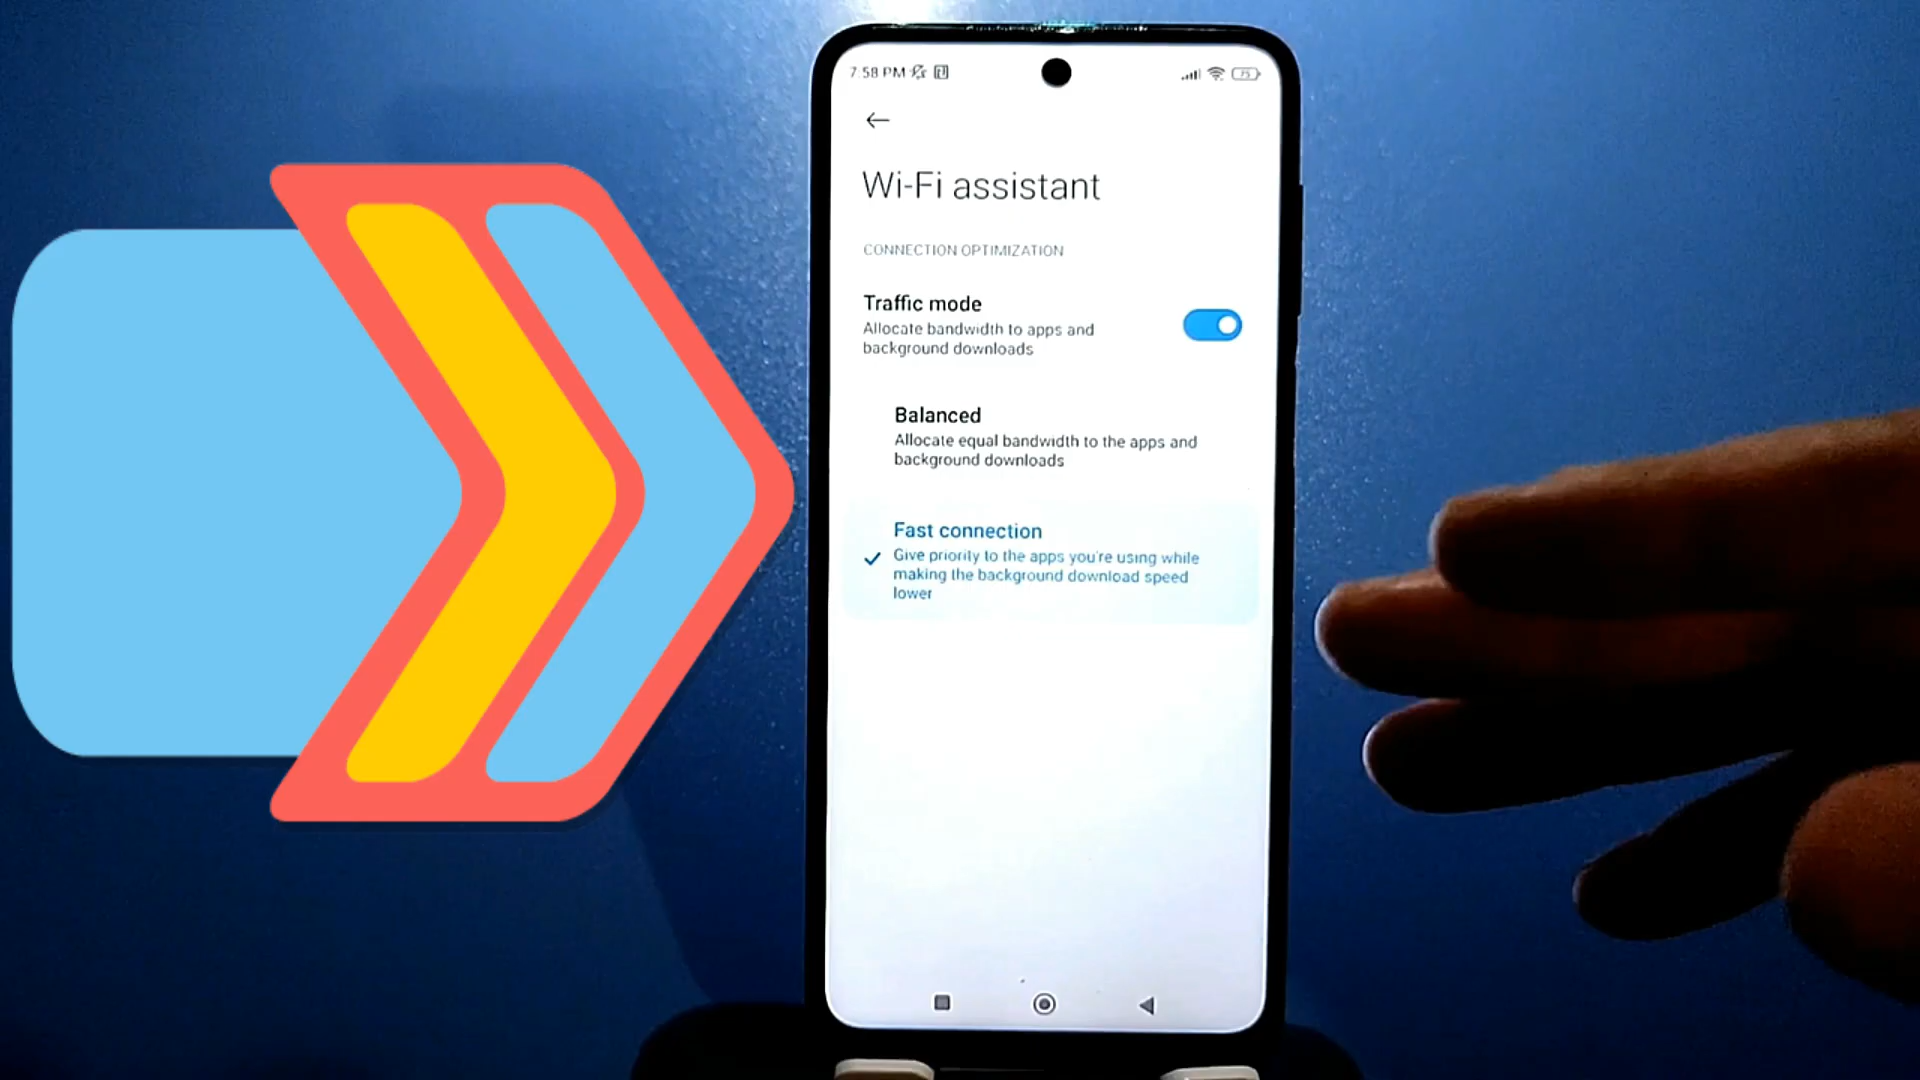 7:58 PM
75
Wi-Fi assistant
CONNECTION OPTIMIZATION
Traffic mode
Allocate bandwidth to apps and
background downloads
Balanced
Allocate equal bandwidth to the apps and
background downloads
Fast connection
Give priority to the apps you're using while
making the background download speed
lower